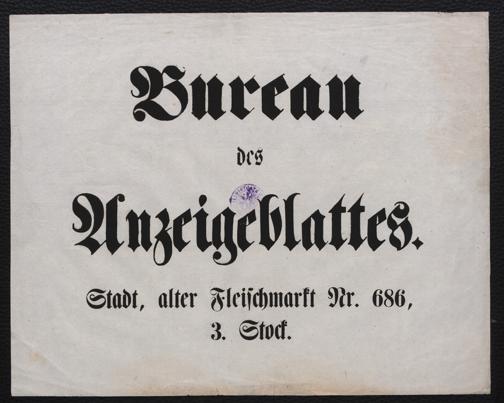 Bureau
des
Anzeigeblattes.
Stadt, alter Fleischmarkt Nr. 686,
3. Stock.